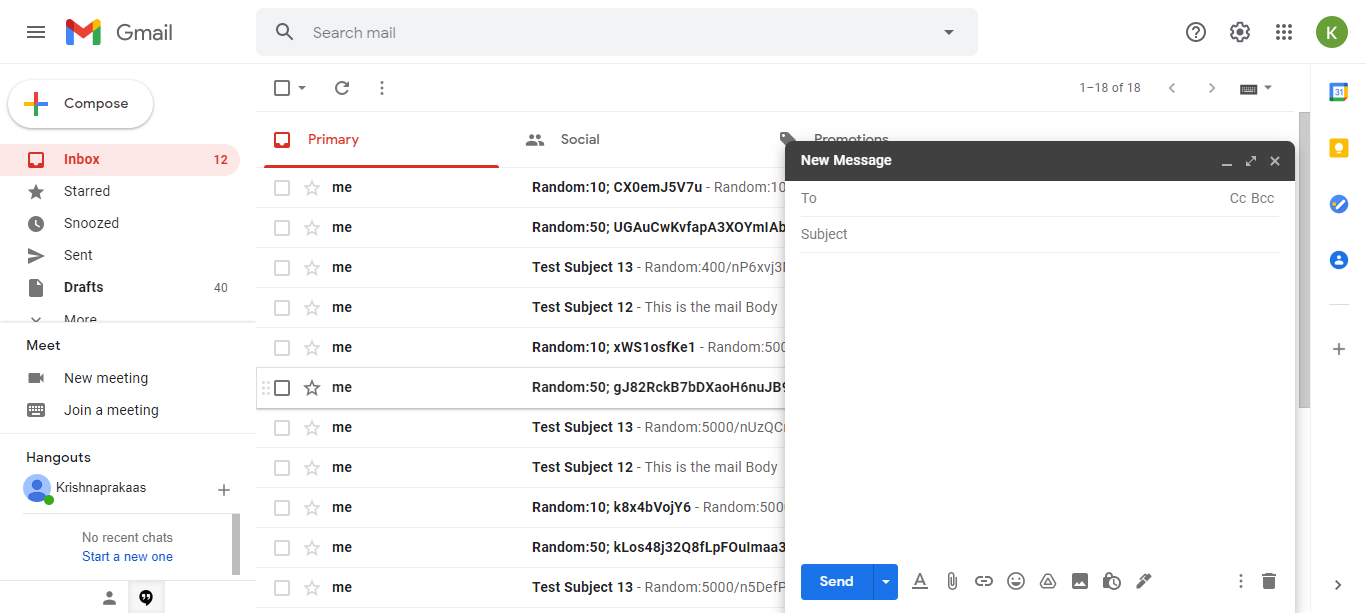 Gmail
Search mail
K
Compose
1–18 of 18
31
Inbox 12
Starred
Snoozed
Sent
Drafts 40
More
Meet
New meeting
Join a meeting
Hangouts
Krishnaprakaas
No recent chats
Start a new one
Primary
Social
Promotions
me Random:10; CX0emJ5V7u - Random:10
me Random:50; UGAuCwKvfapA3XOYmIAb
me Test Subject 13 - Random:400/nP6xvj3
me Test Subject 12 - This is the mail Body
me Random:10; xWS1osfKe1 - Random:500
me Random:50; gJ82RckB7bDXaoH6nuJB9
me Test Subject 13 - Random:5000/nUzQC
me Test Subject 12 - This is the mail Body
me Random:10; k8x4bVojY6 - Random:500
me Random:50; kLos48j32Q8fLpFOulmaa3
me Test Subject 13 - Random:5000/n5DefP
New Message
To Cc Bcc
Subject
Send